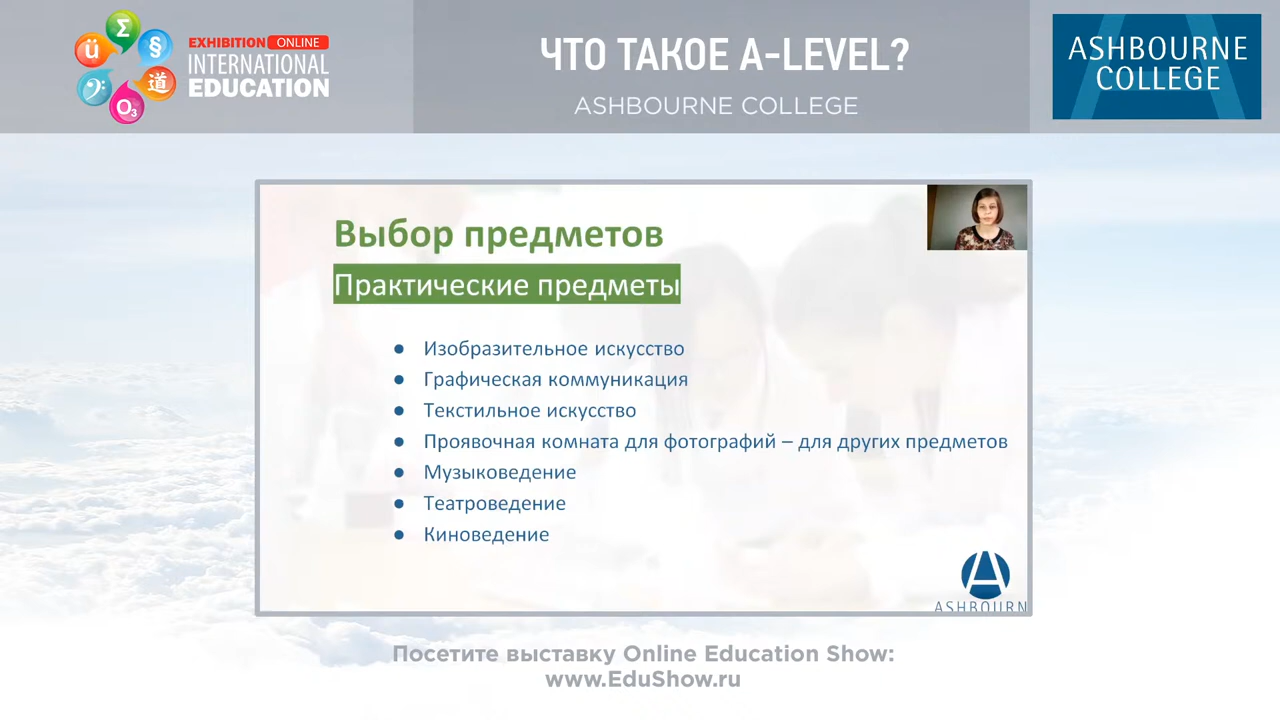 Σ
ü
§
道
O₃
EXHIBITION ONLINE
INTERNATIONAL
EDUCATION
ЧТО ТАКОЕ A-LEVEL?
ASHBOURNE COLLEGE
ASHBOURNE
COLLEGE
Выбор предметов
Практические предметы
● Изобразительное искусство
● Графическая коммуникация
● Текстильное искусство
● Проявочная комната для фотографий – для других предметов
● Музыковедение
● Театроведение
● Киноведение
ASHBOURN
Посетите выставку Online Education Show:
www.EduShow.ru